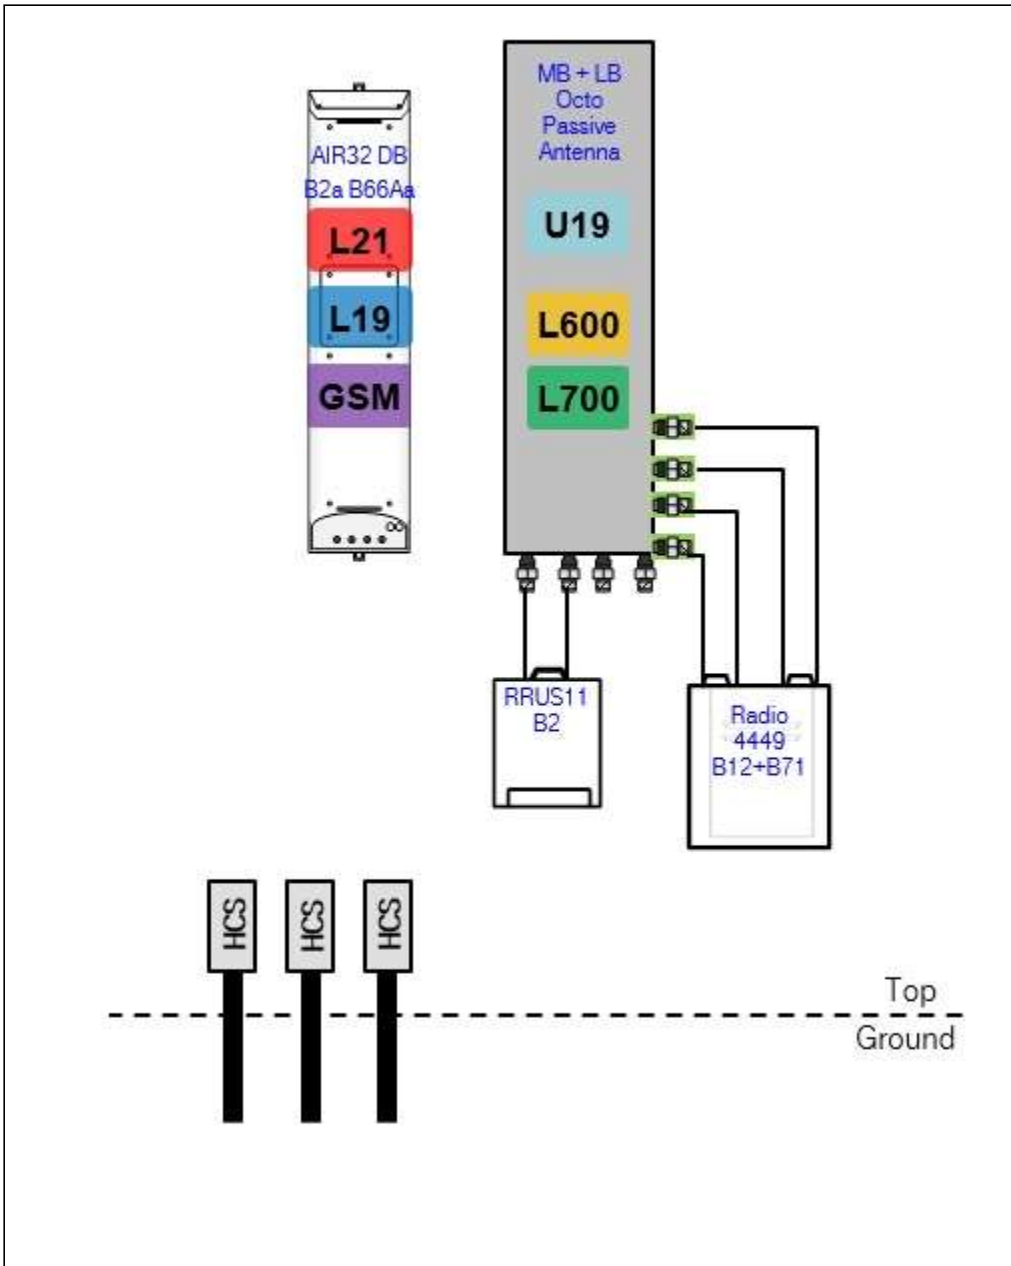 AIR32 DB
B2a B66Aa
L21
L19
GSM
MB + LB
Octo
Passive
Antenna
U19
L600
L700
RRUS11
B2
Radio
4449
B12+B71
HCS
HCS
HCS
Top
Ground